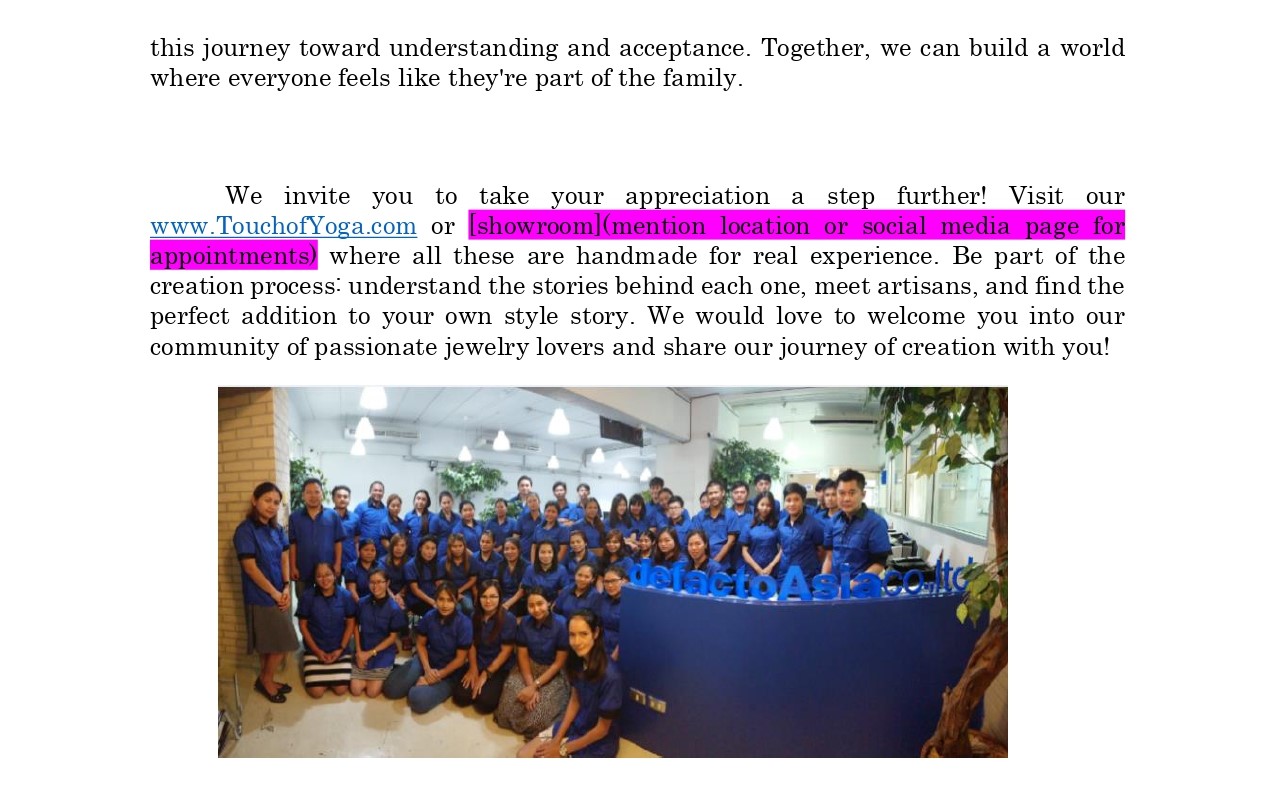 this journey toward understanding and acceptance. Together, we can build a world
where everyone feels like they're part of the family.
We invite you to take your appreciation a step further! Visit our
www.TouchofYoga.com or [showroom](mention location or social media page for
appointments) where all these are handmade for real experience. Be part of the
creation process: understand the stories behind each one, meet artisans, and find the
perfect addition to your own style story. We would love to welcome you into our
community of passionate jewelry lovers and share our journey of creation with you!
defactoAsiaco.,ltd